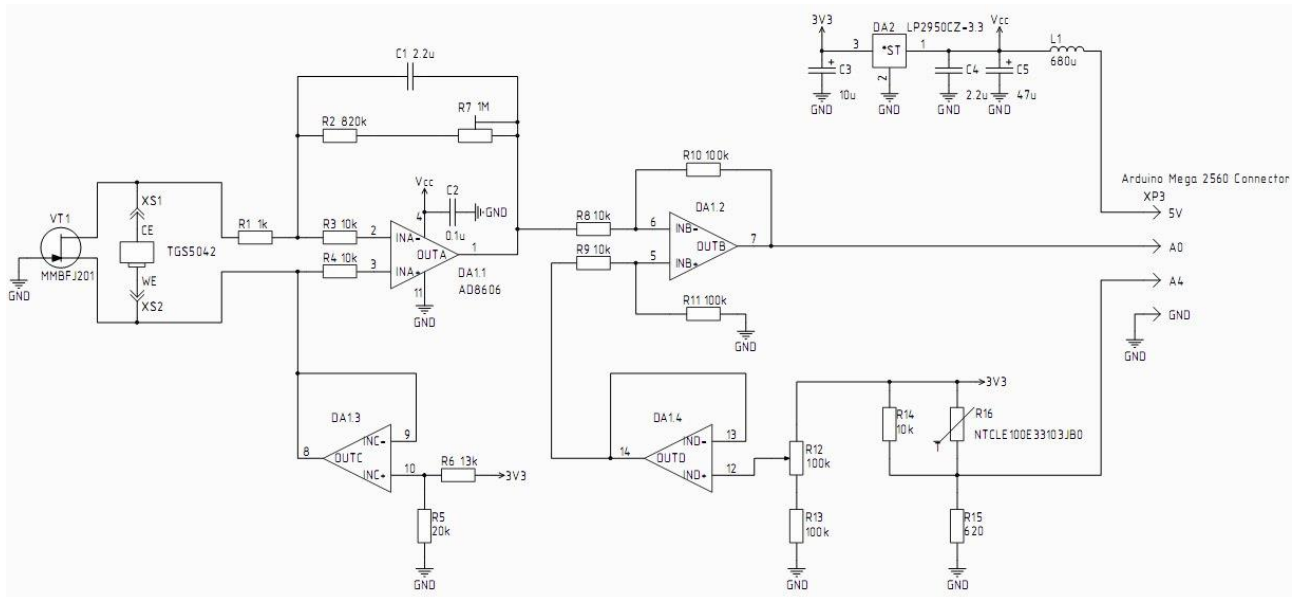 3V3
DA2
LP2950CZ-3.3
Vcc
3
*ST
1
L1
680u
2
+
C3
10u
C4
2.2u
+
C5
47u
GND
GND
GND
GND
C1 2.2u
R7 1M
R2 820k
R10 100k
Arduino Mega 2560 Connector
XP3
5V
A0
A4
GND
GND
Vcc
C2
0.1u
GND
4
VT1
MMBFJ201
GND
XS1
CE
TGS5042
WE
XS2
R1 1k
R3 10k
2
INA-
OUTA
1
R4 10k
3
INA+
11
GND
DA1.1
AD8606
R8 10k
6
INB-
DA1.2
OUTB
7
R9 10k
5
INB+
R11 100k
GND
DA1.3
INC-
9
8
OUTC
INC+
10
R6 13k
3V3
R5
20k
GND
DA1.4
IND-
13
14
OUTD
IND+
12
R12
100k
R13
100k
GND
3V3
R14
10k
R16
NTCLE100E33103JB0
R15
620
GND